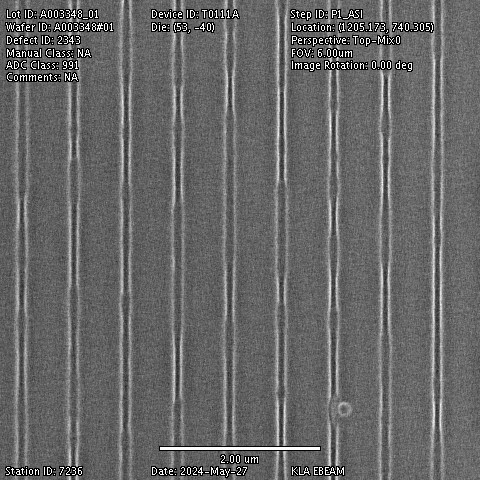 Lot ID: A003348_01 Device ID: T0111A Step ID: P1_ASI
Wafer ID: A003348#01 Die: (53, -40) Location: (1205.173, 740.305)
Defect ID: 2343 Perspective: Top-Mix0
Manual Class: NA FOV: 6.00um
ADC Class: 991 Image Rotation: 0.00 deg
Comments: NA
2.00 um
Station ID: 7236 Date: 2024-May-27 KLA EBEAM